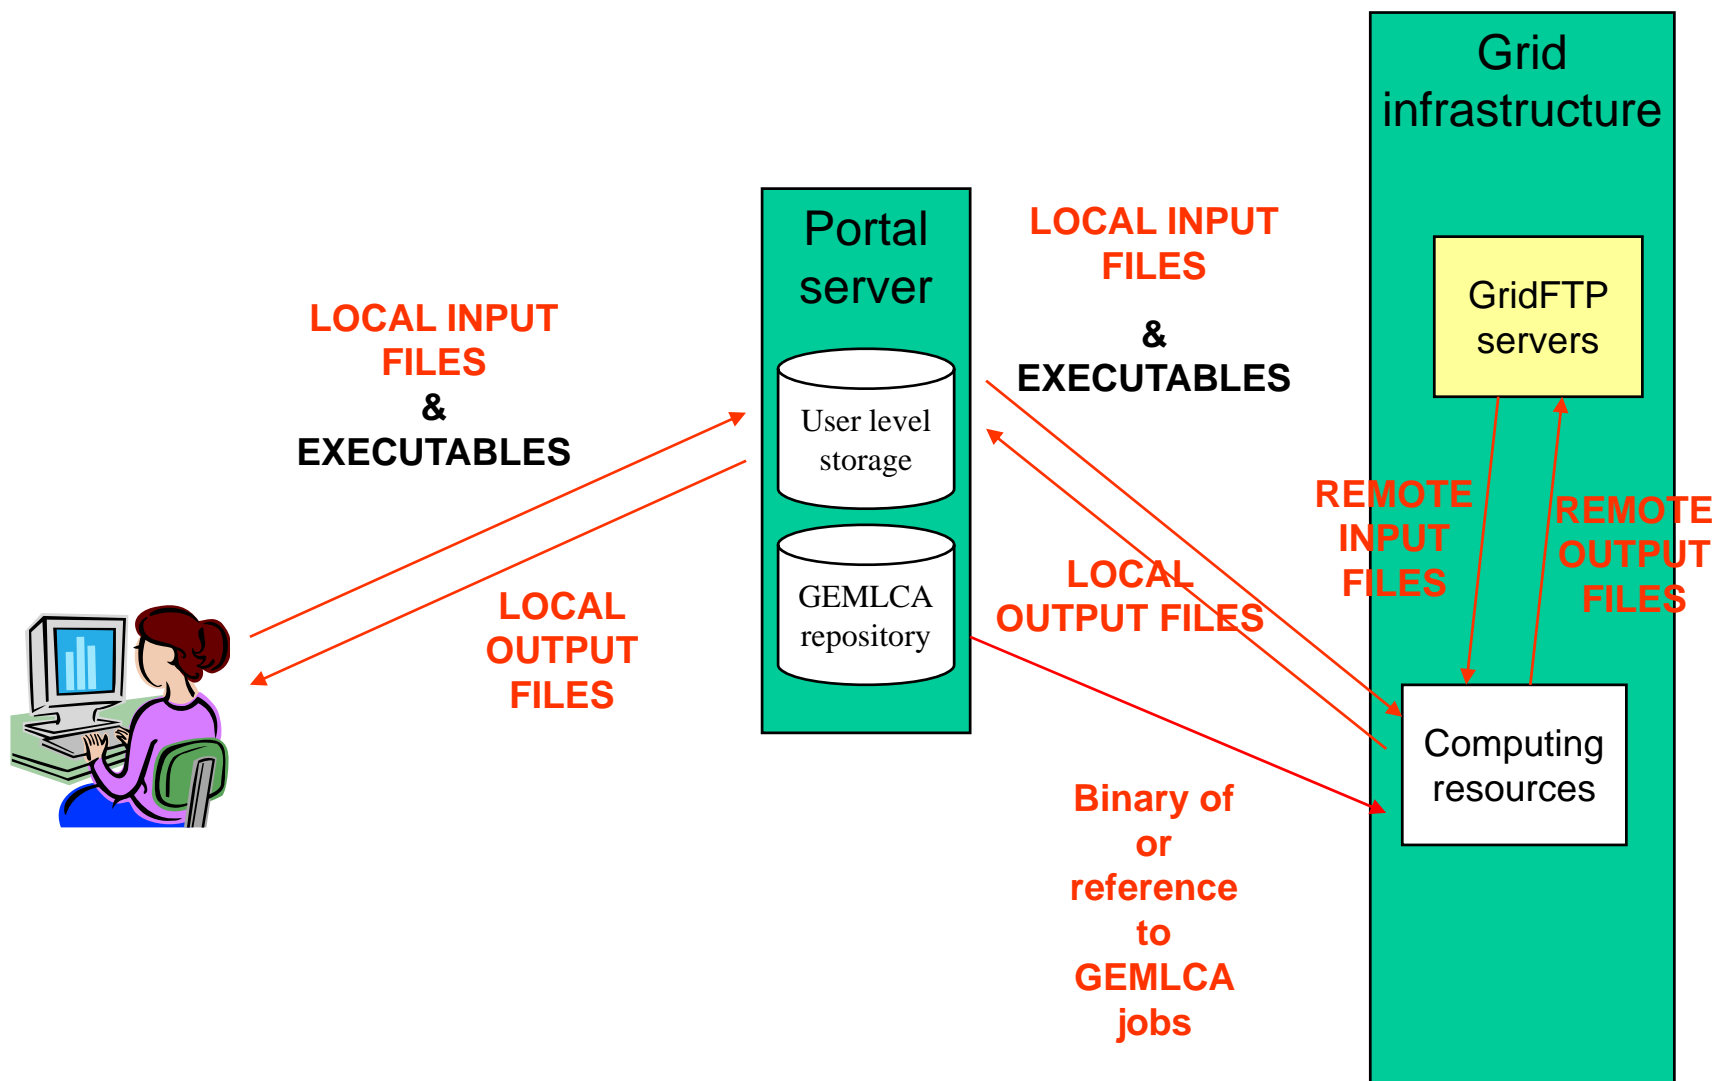 Grid
infrastructure
Portal
server
LOCAL INPUT
FILES
&
EXECUTABLES
LOCAL INPUT
FILES
&
EXECUTABLES
GridFTP
servers
User level
storage
REMOTE
INPUT
FILES
REMOTE
OUTPUT
FILES
LOCAL
OUTPUT
FILES
GEMLCA
repository
LOCAL
OUTPUT FILES
Computing
resources
Binary of
or
reference
to
GEMLCA
jobs